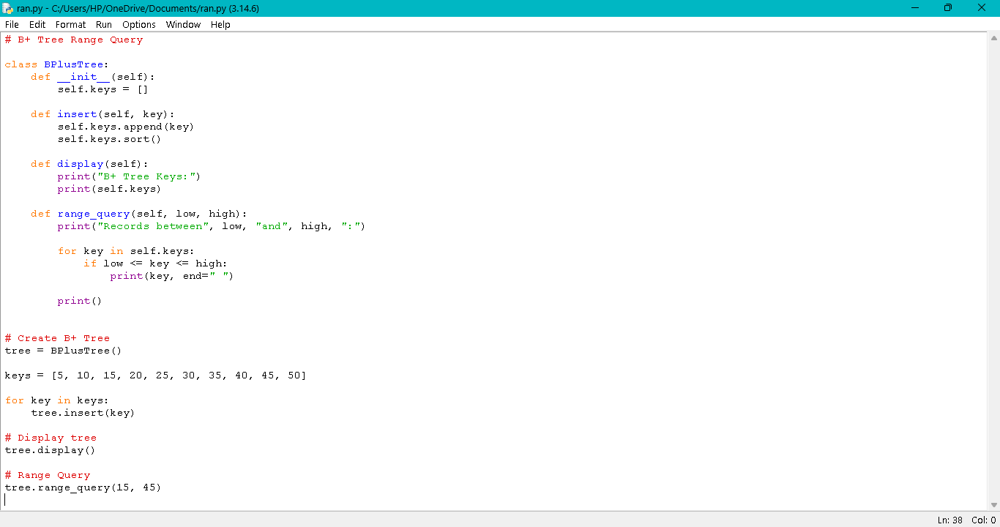 ran.py - C:/Users/HP/OneDrive/Documents/ran.py (3.14.6)
File Edit Format Run Options Window Help
# B+ Tree Range Query

class BPlusTree:
    def __init__(self):
        self.keys = []

    def insert(self, key):
        self.keys.append(key)
        self.keys.sort()

    def display(self):
        print("B+ Tree Keys:")
        print(self.keys)

    def range_query(self, low, high):
        print("Records between", low, "and", high, ":")

        for key in self.keys:
            if low <= key <= high:
                print(key, end=" ")

        print()


# Create B+ Tree
tree = BPlusTree()

keys = [5, 10, 15, 20, 25, 30, 35, 40, 45, 50]

for key in keys:
    tree.insert(key)

# Display tree
tree.display()

# Range Query
tree.range_query(15, 45)
Ln: 38 Col: 0